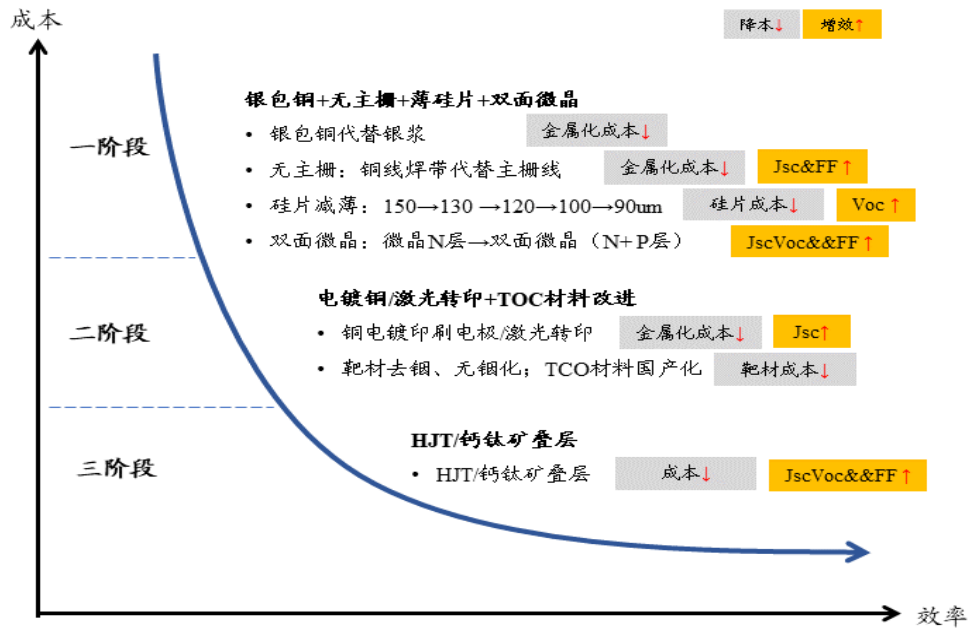 成本
降本↓ 增效↑
银包铜+无主栅+薄硅片+双面微晶
一阶段
• 银包铜代替银浆 金属化成本↓
• 无主栅：铜线焊带代替主栅线 金属化成本↓ Jsc&FF↑
• 硅片减薄：150→130 →120→100→90um 硅片成本↓ Voc↑
• 双面微晶：微晶N层→双面微晶（N+P层） JscVoc&&FF↑
电镀铜/激光转印+TOC材料改进
二阶段
• 铜电镀印刷电极/激光转印 金属化成本↓ Jsc↑
• 靶材去铟、无铟化；TCO材料国产化 靶材成本↓
HJT/钙钛矿叠层
三阶段
• HJT/钙钛矿叠层 成本↓ JscVoc&&FF↑
效率